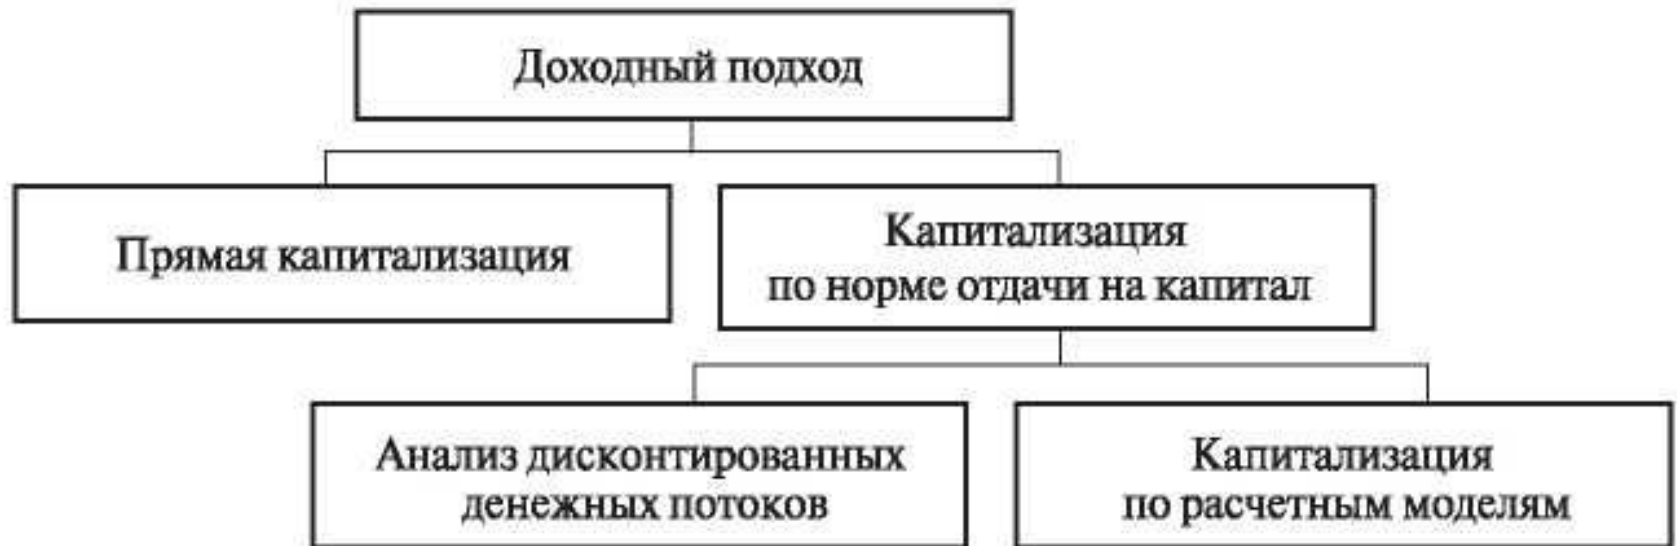 Доходный подход
Прямая капитализация
Капитализация
по норме отдачи на капитал
Анализ дисконтированных
денежных потоков
Капитализация
по расчетным моделям